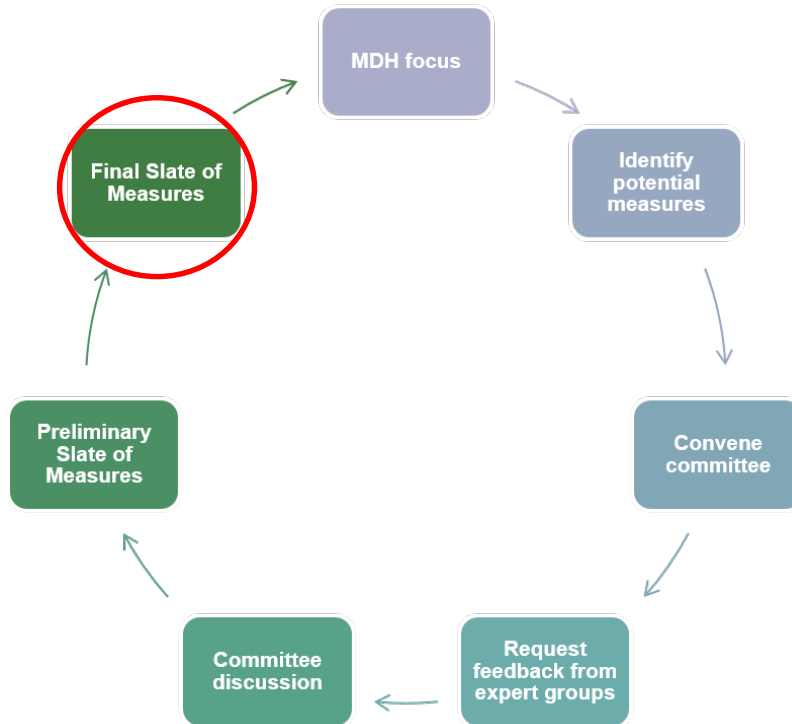 MDH focus
Identify
potential
measures
Convene
committee
Request
feedback from
expert groups
Committee
discussion
Preliminary
Slate of
Measures
Final Slate of
Measures